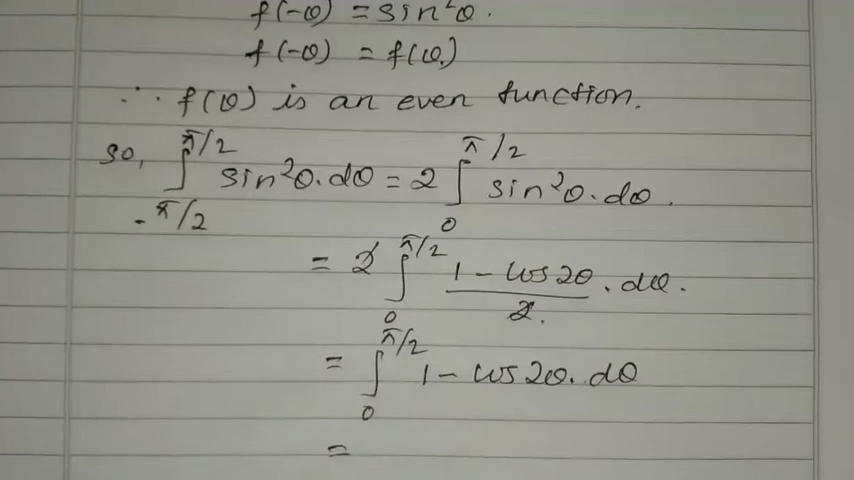 f(-θ) = sin²θ.
f(-θ) = f(θ.)
∴ f(θ) is an even function.
so, ∫_{-π/2}^{π/2} sin²θ.dθ = 2 ∫_0^{π/2} sin²θ.dθ.
= 2 ∫_0^{π/2} (1 - cos2θ)/2. .dθ.
= ∫_0^{π/2} 1 - cos2θ.dθ
=